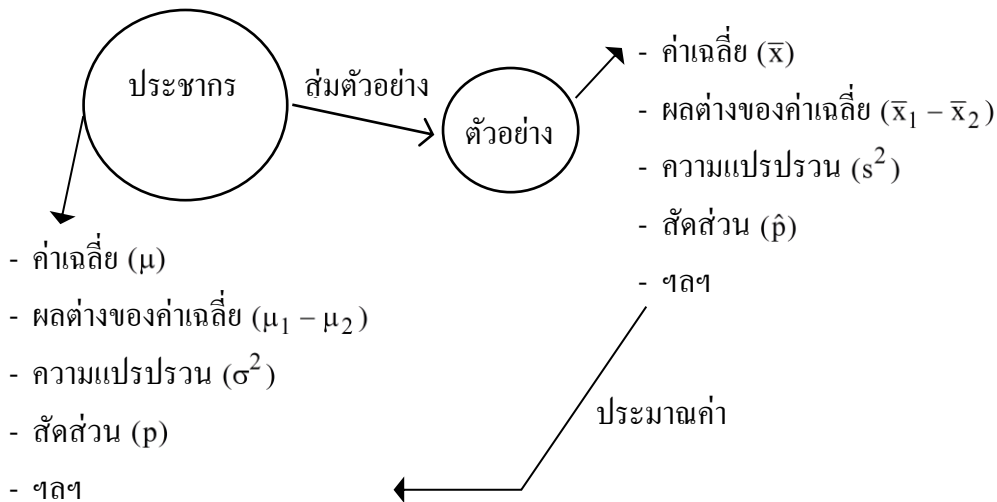 ประชากร
สุ่มตัวอย่าง
ตัวอย่าง
- ค่าเฉลี่ย (x̅)
- ผลต่างของค่าเฉลี่ย (x̅₁ – x̅₂)
- ความแปรปรวน (s²)
- สัดส่วน (p̂)
- ฯลฯ
- ค่าเฉลี่ย (μ)
- ผลต่างของค่าเฉลี่ย (μ₁ – μ₂)
- ความแปรปรวน (σ²)
- สัดส่วน (p)
- ฯลฯ
ประมาณค่า